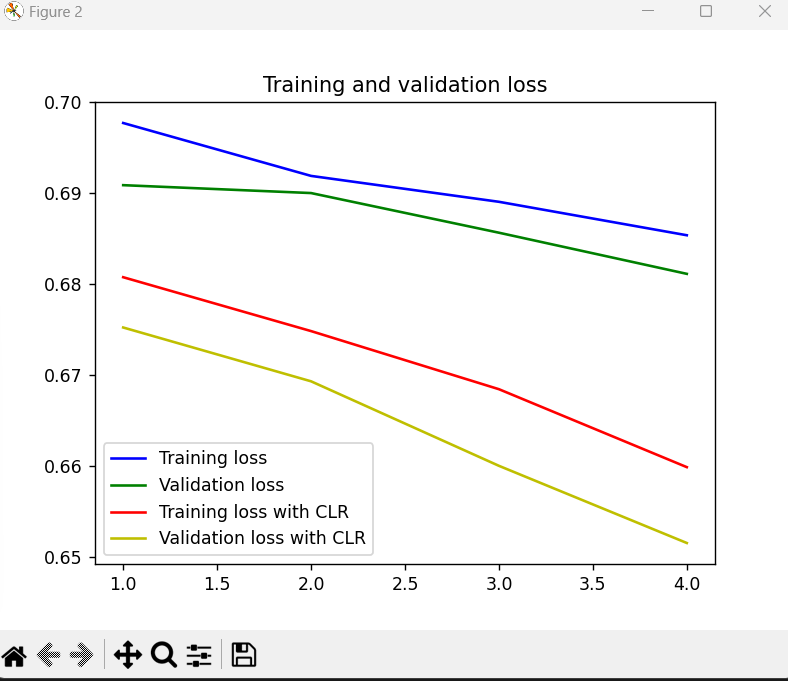 Figure 2
Training and validation loss
0.70
0.69
0.68
0.67
0.66
0.65
Training loss
Validation loss
Training loss with CLR
Validation loss with CLR
1.0 1.5 2.0 2.5 3.0 3.5 4.0